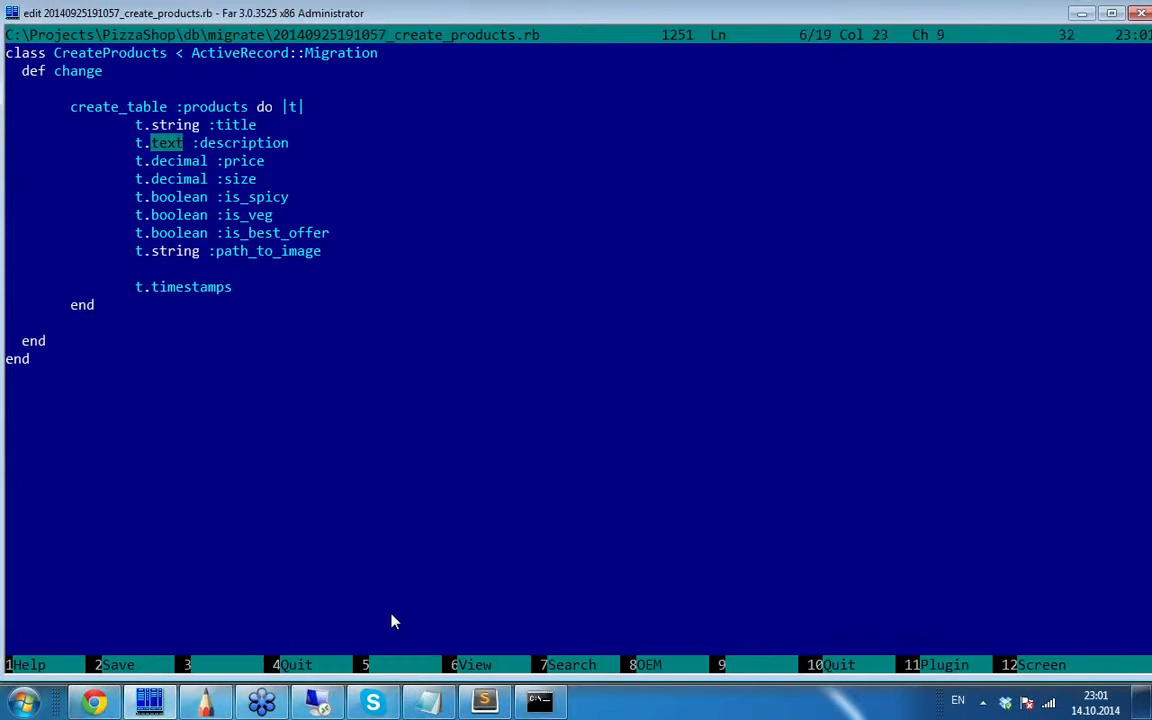 edit 20140925191057_create_products.rb - Far 3.0.3525 x86 Administrator
C:\Projects\PizzaShop\db\migrate\20140925191057_create_products.rb 1251 Ln 6/19 Col 23 Ch 9 32 23:01
class CreateProducts < ActiveRecord::Migration
def change
create_table :products do |t|
t.string :title
t.text :description
t.decimal :price
t.decimal :size
t.boolean :is_spicy
t.boolean :is_veg
t.boolean :is_best_offer
t.string :path_to_image
t.timestamps
end
end
end
1Help 2Save 3 4Quit 5 6View 7Search 8OEM 9 10Quit 11Plugin 12Screen
EN
23:01
14.10.2014